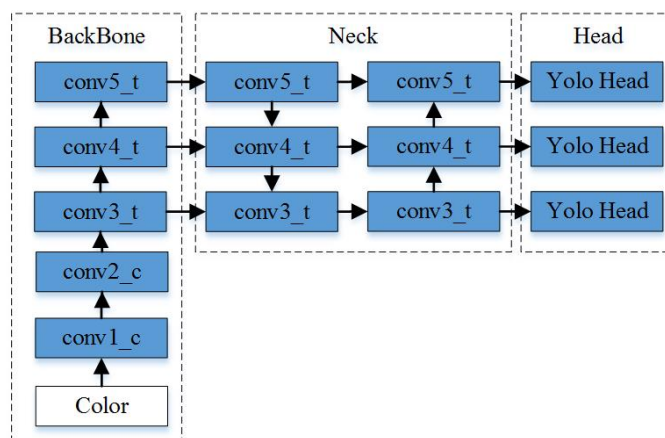 BackBone Neck Head
conv5_t conv5_t conv5_t Yolo Head
conv4_t conv4_t conv4_t Yolo Head
conv3_t conv3_t conv3_t Yolo Head
conv2_c
conv1_c
Color